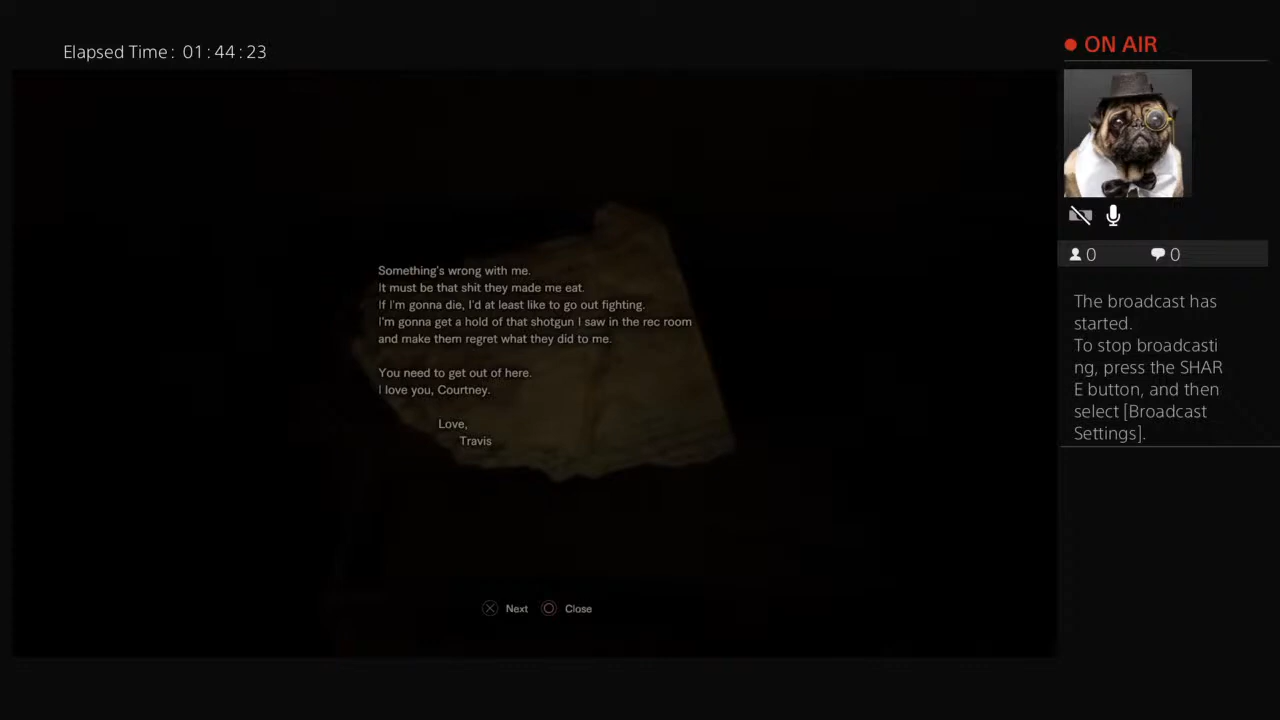 Elapsed Time: 01:44:23
ON AIR
0 0
The broadcast has
started.
To stop broadcasti
ng, press the SHAR
E button, and then
select [Broadcast
Settings].
Something's wrong with me.
It must be that shit they made me eat.
If I'm gonna die, I'd at least like to go out fighting.
I'm gonna get a hold of that shotgun I saw in the rec room
and make them regret what they did to me.
You need to get out of here.
I love you, Courtney.
Love,
Travis
Next Close